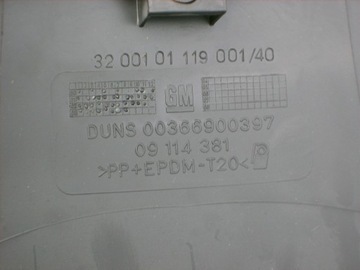 32 001 01 119 001/40
GM
DUNS 00366900397
09 114 381
>PP+EPDM-T20<